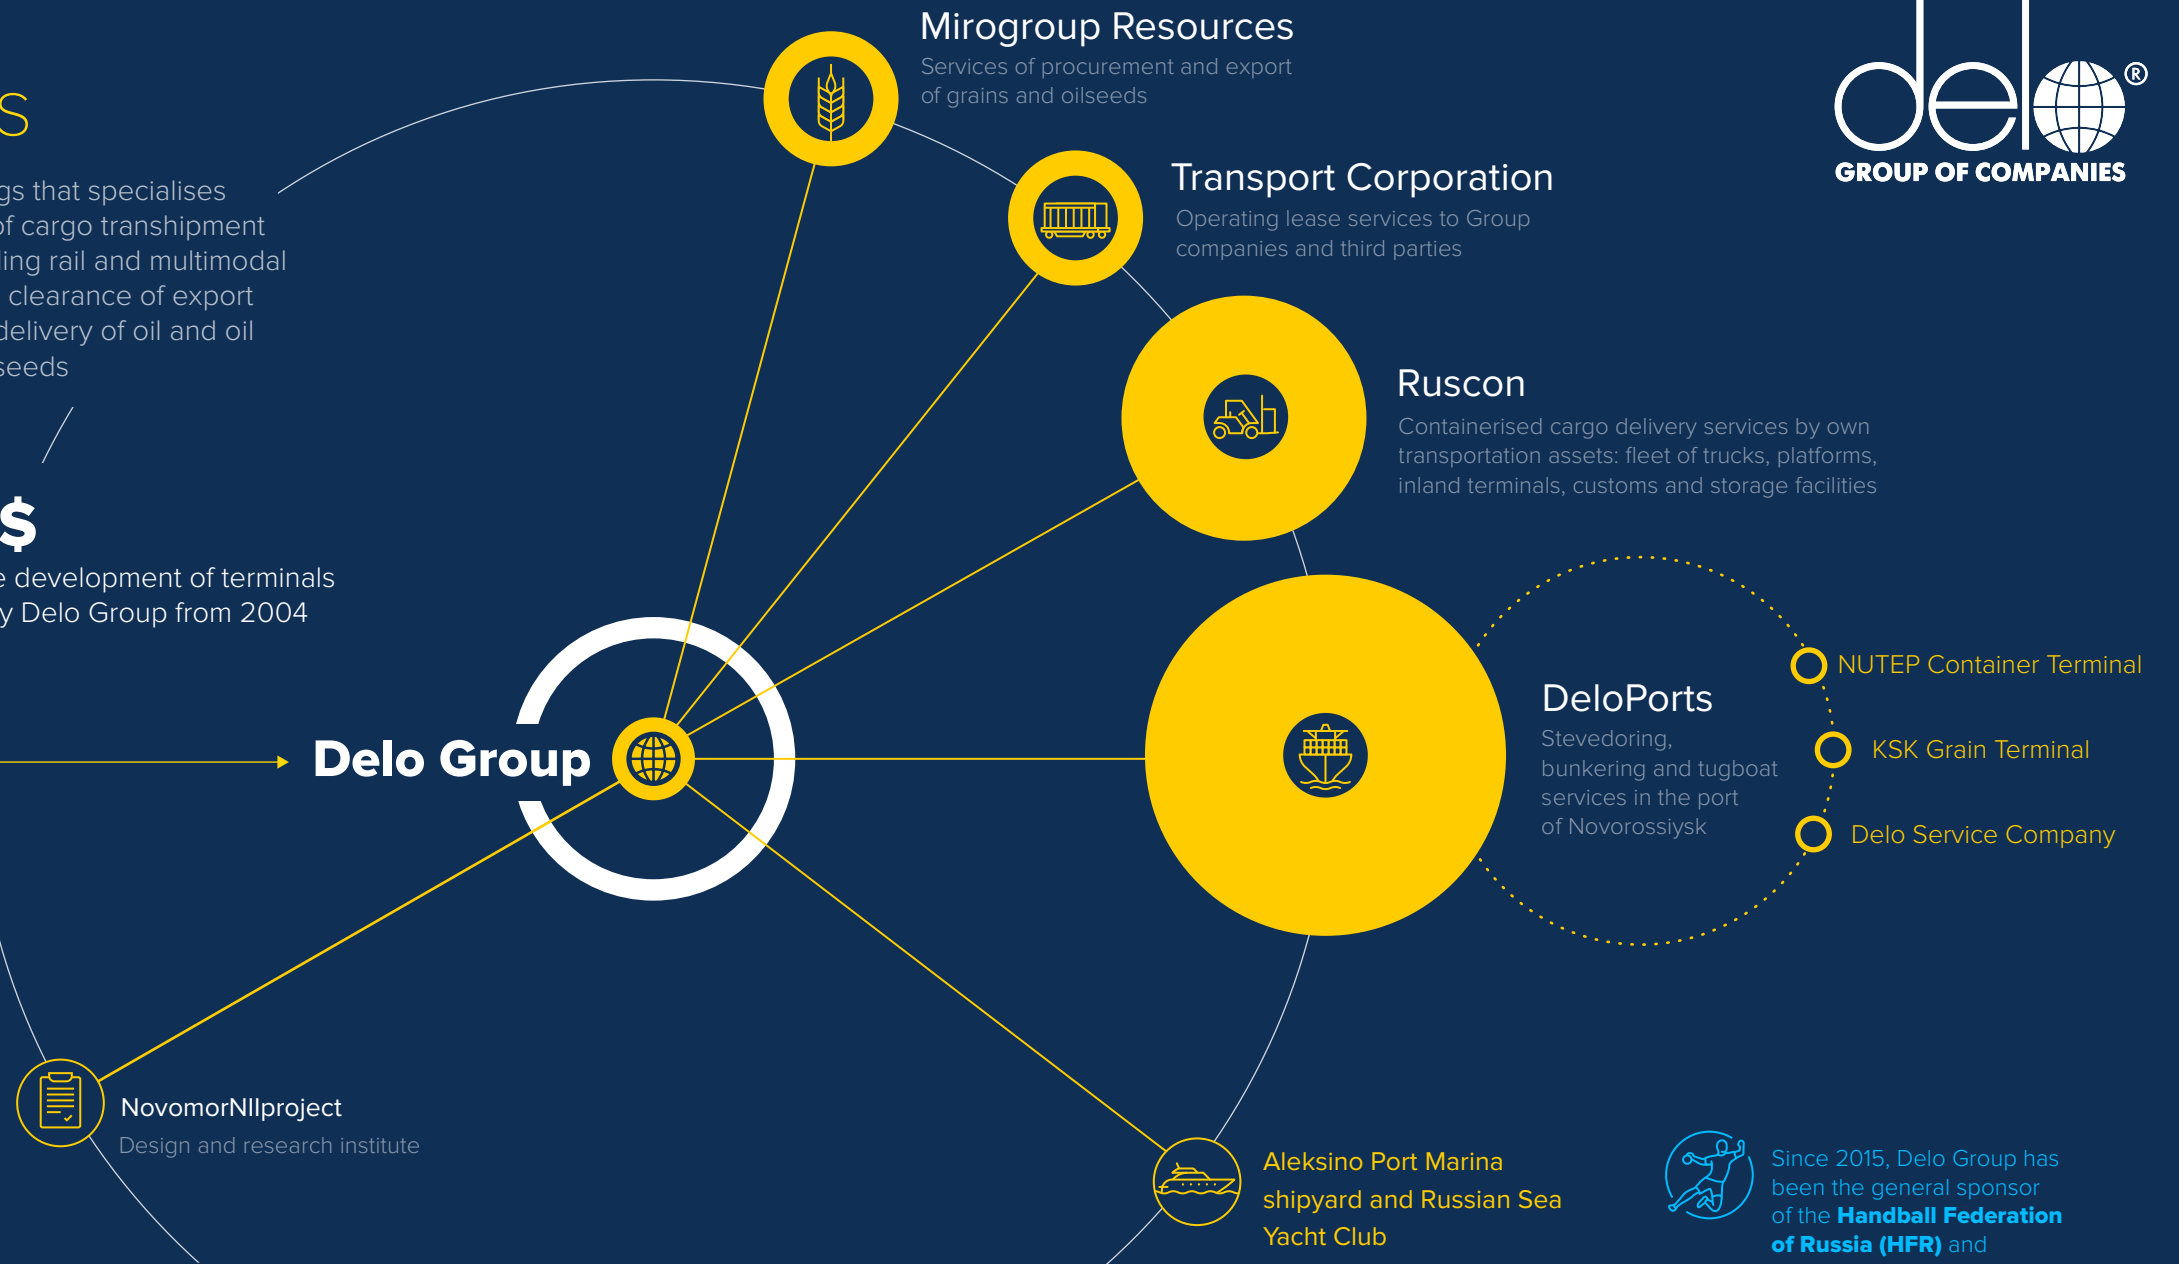 Mirogroup Resources
Services of procurement and export
of grains and oilseeds
delo®
GROUP OF COMPANIES
S
gs that specialises
of cargo transhipment
ling rail and multimodal
clearance of export
delivery of oil and oil
seeds
Transport Corporation
Operating lease services to Group
companies and third parties
Ruscon
Containerised cargo delivery services by own
transportation assets: fleet of trucks, platforms,
inland terminals, customs and storage facilities
$
e development of terminals
y Delo Group from 2004
Delo Group
DeloPorts
Stevedoring,
bunkering and tugboat
services in the port
of Novorossiysk
NUTEP Container Terminal
KSK Grain Terminal
Delo Service Company
NovomorNIIproject
Design and research institute
Aleksino Port Marina
shipyard and Russian Sea
Yacht Club
Since 2015, Delo Group has
been the general sponsor
of the Handball Federation
of Russia (HFR) and